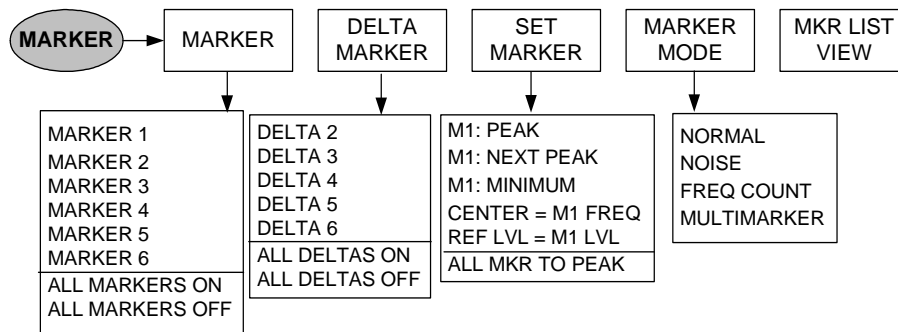 MARKER
MARKER
DELTA
MARKER
SET
MARKER
MARKER
MODE
MKR LIST
VIEW
MARKER 1
MARKER 2
MARKER 3
MARKER 4
MARKER 5
MARKER 6
ALL MARKERS ON
ALL MARKERS OFF
DELTA 2
DELTA 3
DELTA 4
DELTA 5
DELTA 6
ALL DELTAS ON
ALL DELTAS OFF
M1: PEAK
M1: NEXT PEAK
M1: MINIMUM
CENTER = M1 FREQ
REF LVL = M1 LVL
ALL MKR TO PEAK
NORMAL
NOISE
FREQ COUNT
MULTIMARKER